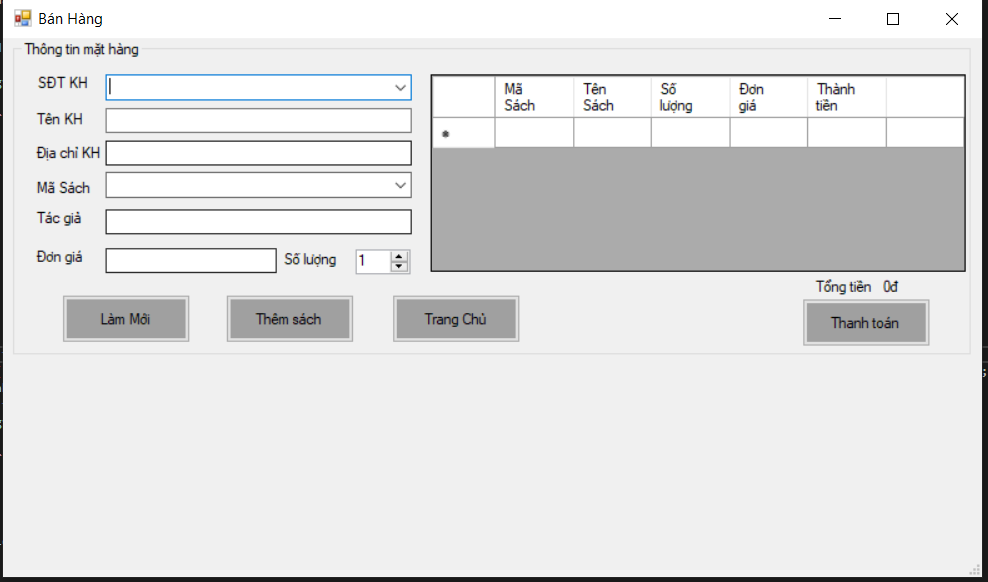 Bán Hàng
Thông tin mặt hàng
SĐT KH
Tên KH
Địa chỉ KH
Mã Sách
Tác giả
Đơn giá
Số lượng
1
Mã Sách
Tên Sách
Số lượng
Đơn giá
Thành tiền
Tổng tiền 0đ
Làm Mới
Thêm sách
Trang Chủ
Thanh toán